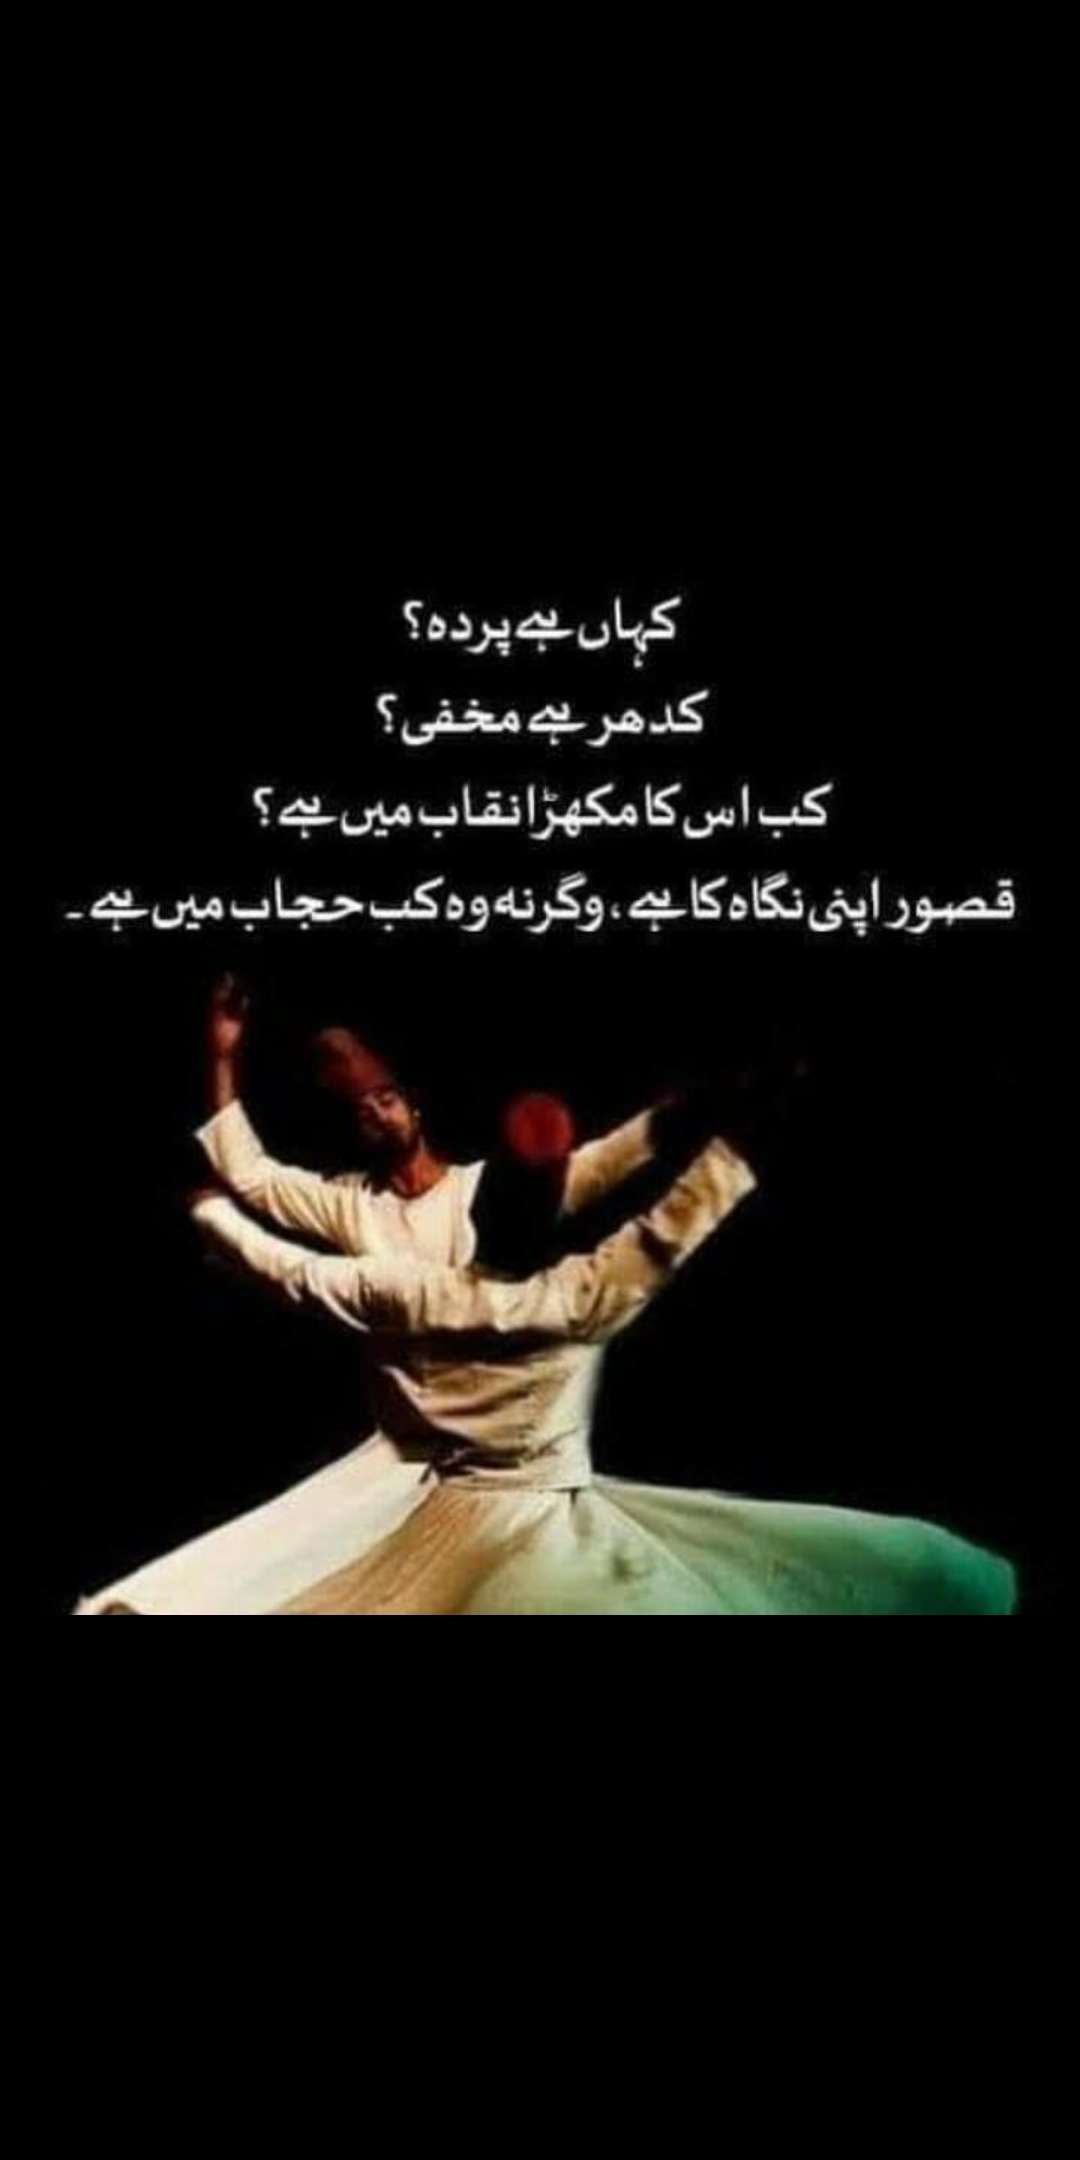 کہاں ہے پردہ؟
کدھر ہے مخفی؟
کب اس کا مکھڑا نقاب میں ہے؟
قصور اپنی نگاہ کا ہے، وگرنہ وہ کب حجاب میں ہے۔